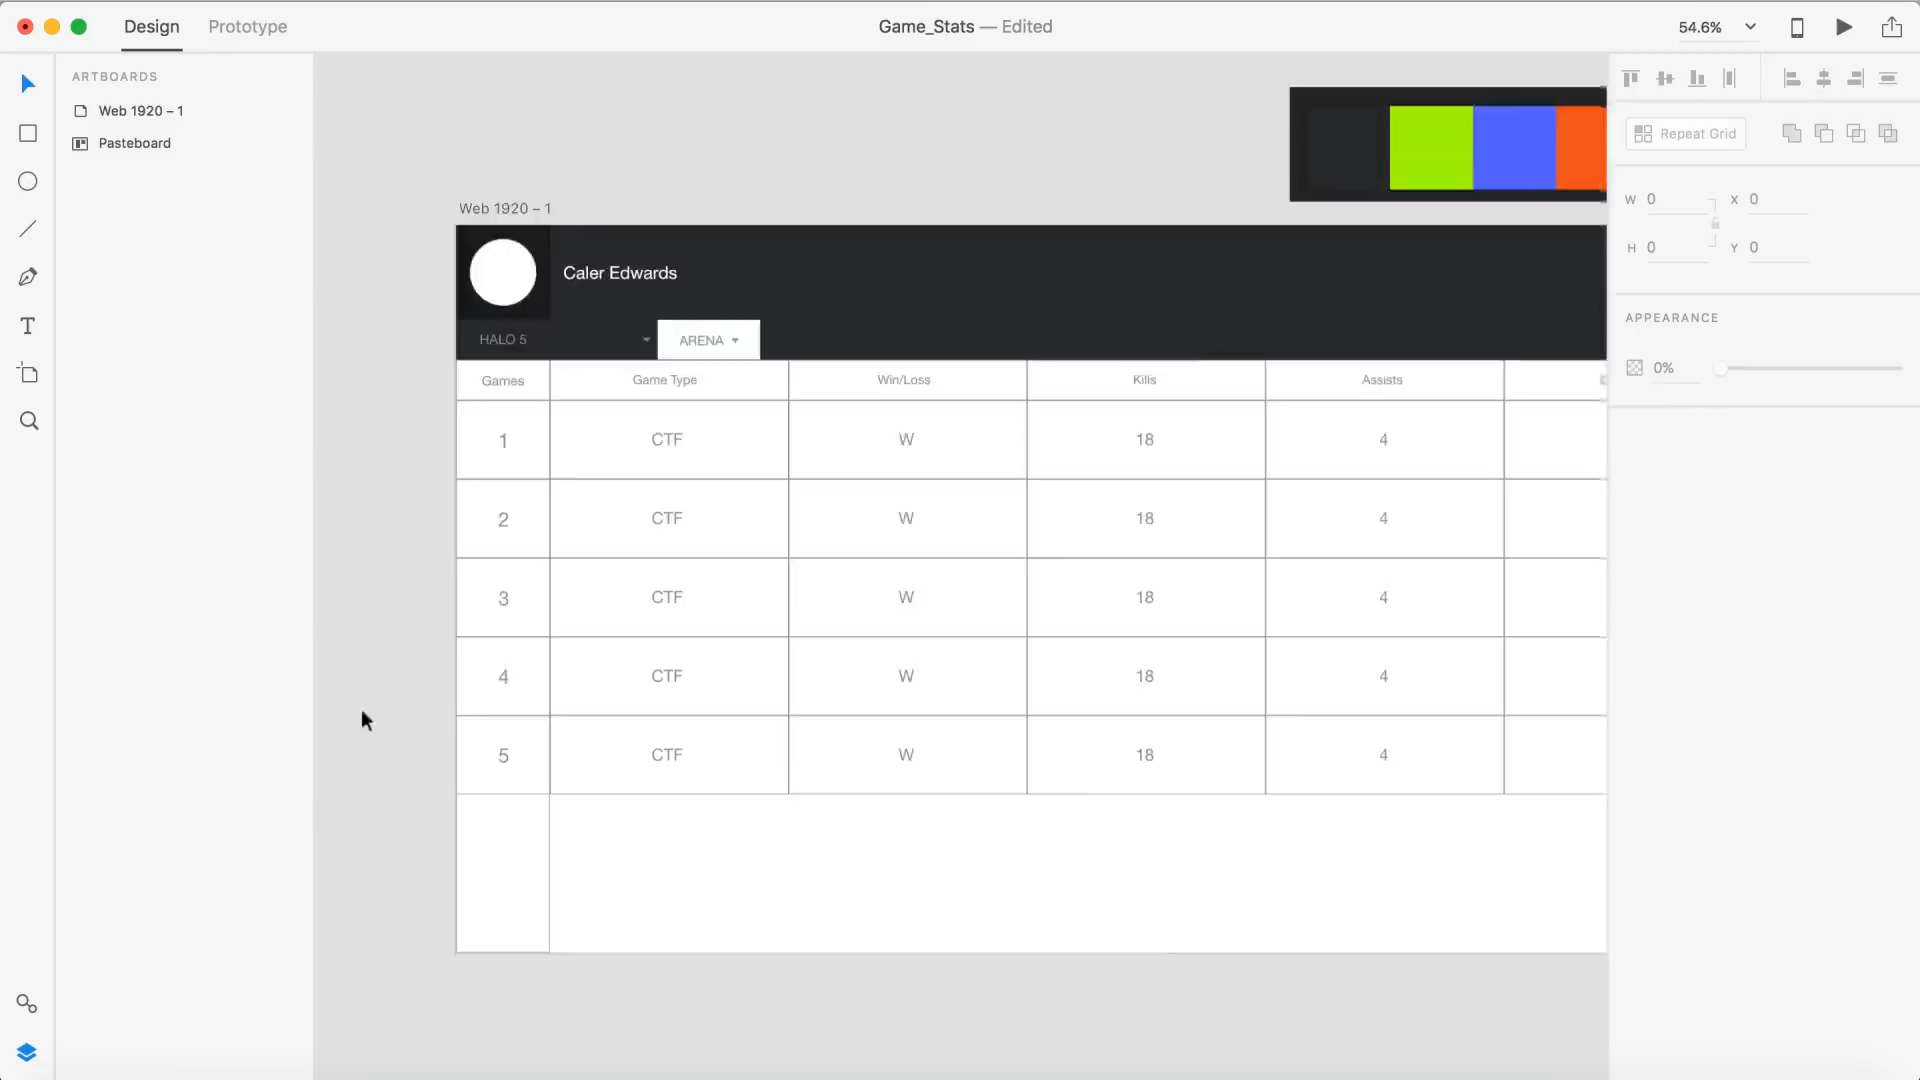 Design Prototype Game_Stats — Edited 54.6%
ARTBOARDS
Web 1920 – 1
Pasteboard
Repeat Grid
W 0 X 0
H 0 Y 0
APPEARANCE
0%
Web 1920 – 1
Caler Edwards
HALO 5 ARENA
Games Game Type Win/Loss Kills Assists
1 CTF W 18 4
2 CTF W 18 4
3 CTF W 18 4
4 CTF W 18 4
5 CTF W 18 4